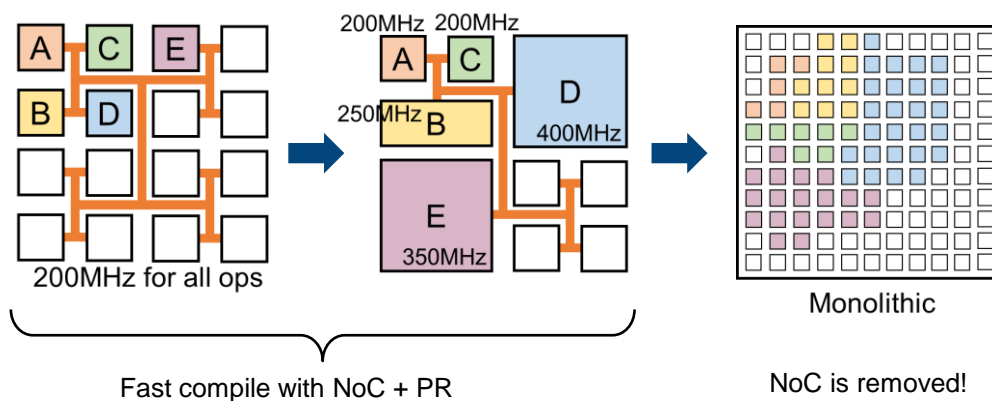 200MHz 200MHz
A C E
A C
B D
D
250MHz
B
400MHz
E
350MHz
200MHz for all ops
Monolithic
Fast compile with NoC + PR
NoC is removed!